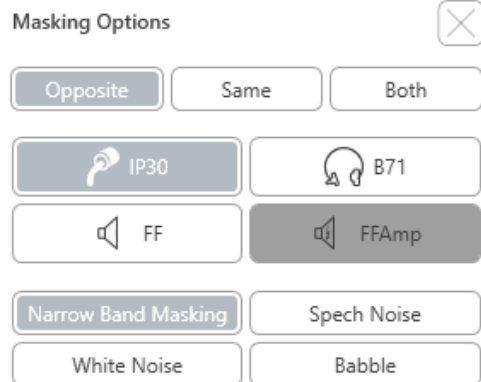 Masking Options
Opposite Same Both
IP30 B71
FF FFAmp
Narrow Band Masking Spech Noise
White Noise Babble